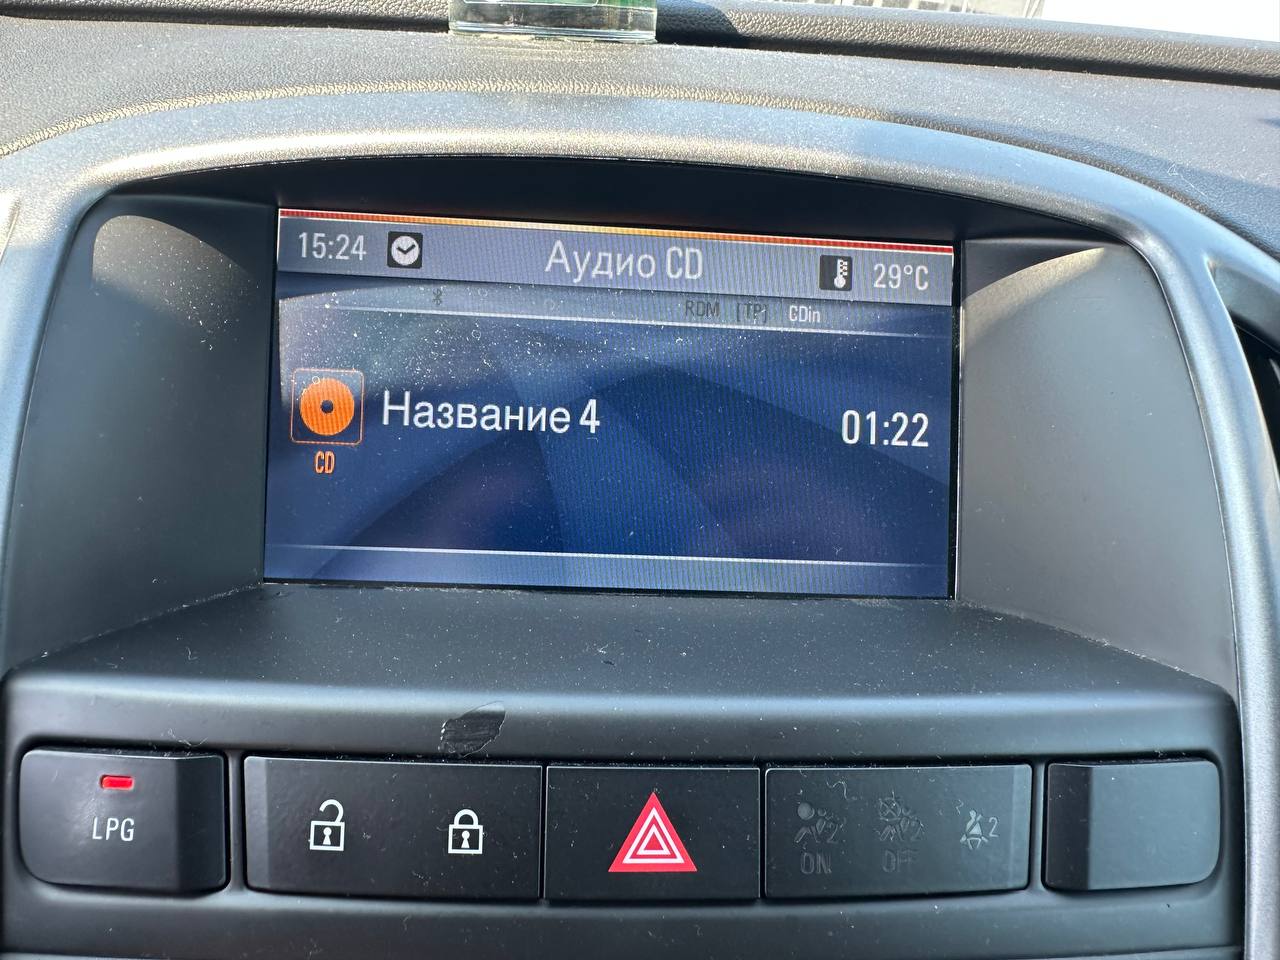 15:24 Аудио CD 29°C
RDM [TP] CDin
Название 4 01:22
CD
LPG
ON OFF 2